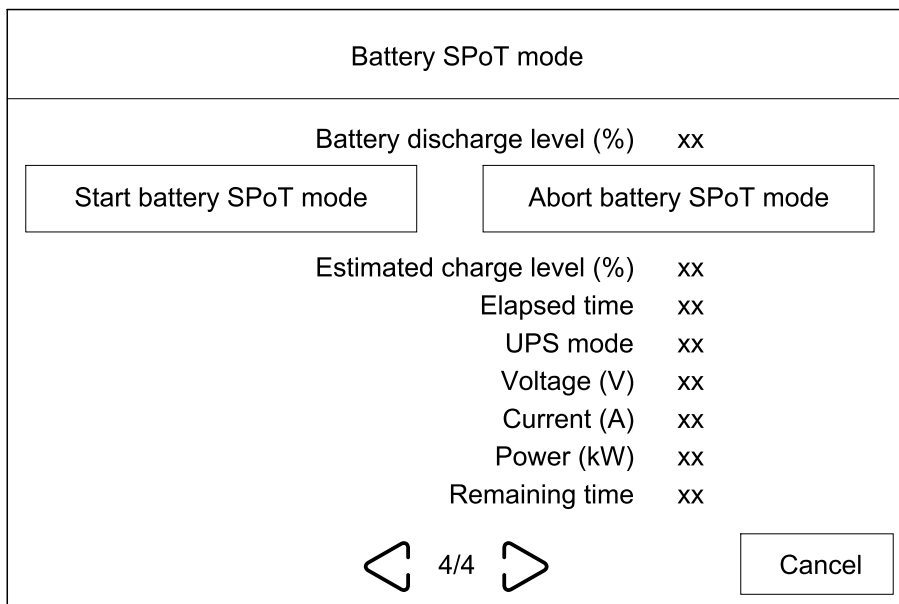 Battery SPoT mode
Battery discharge level (%) xx
Start battery SPoT mode Abort battery SPoT mode
Estimated charge level (%) xx
Elapsed time xx
UPS mode xx
Voltage (V) xx
Current (A) xx
Power (kW) xx
Remaining time xx
4/4 Cancel